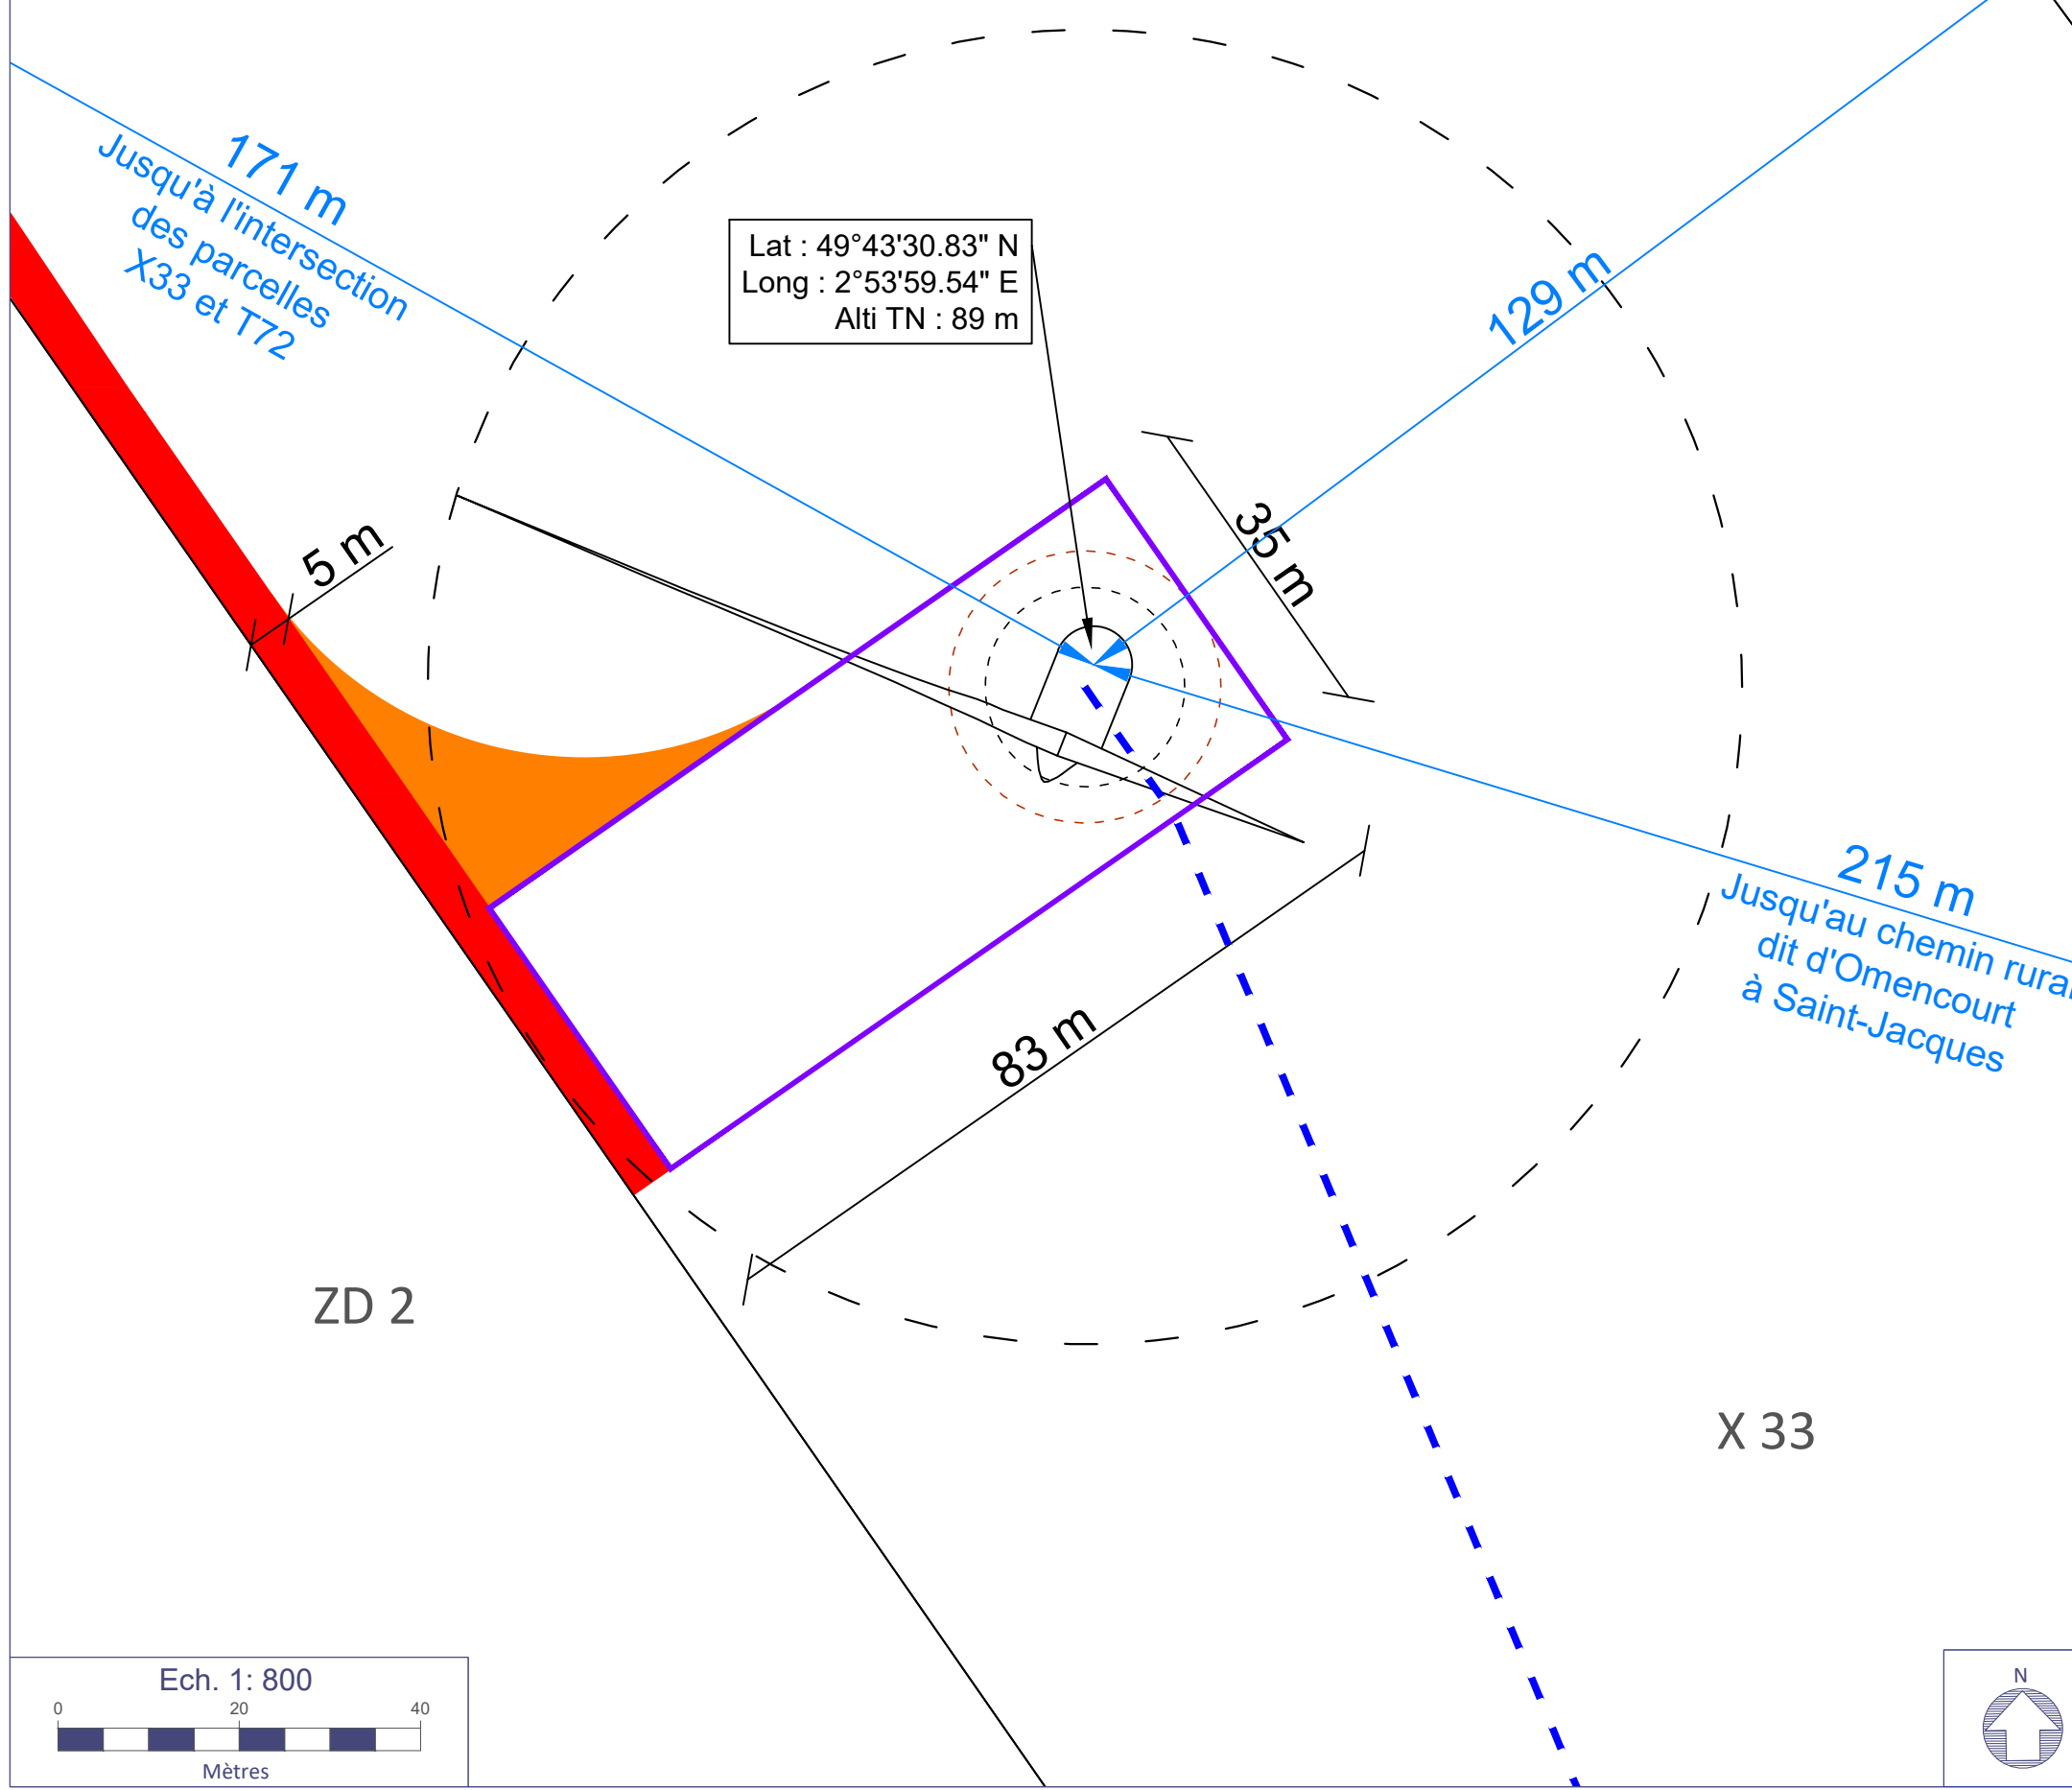 171 m
Jusqu'à l'intersection
des parcelles
X33 et T72
Lat : 49°43'30.83" N
Long : 2°53'59.54" E
Alti TN : 89 m
129 m
35 m
5 m
215 m
Jusqu'au chemin rural
dit d'Omencourt
à Saint-Jacques
83 m
ZD 2
X 33
Ech. 1: 800
0 20 40
Mètres
N